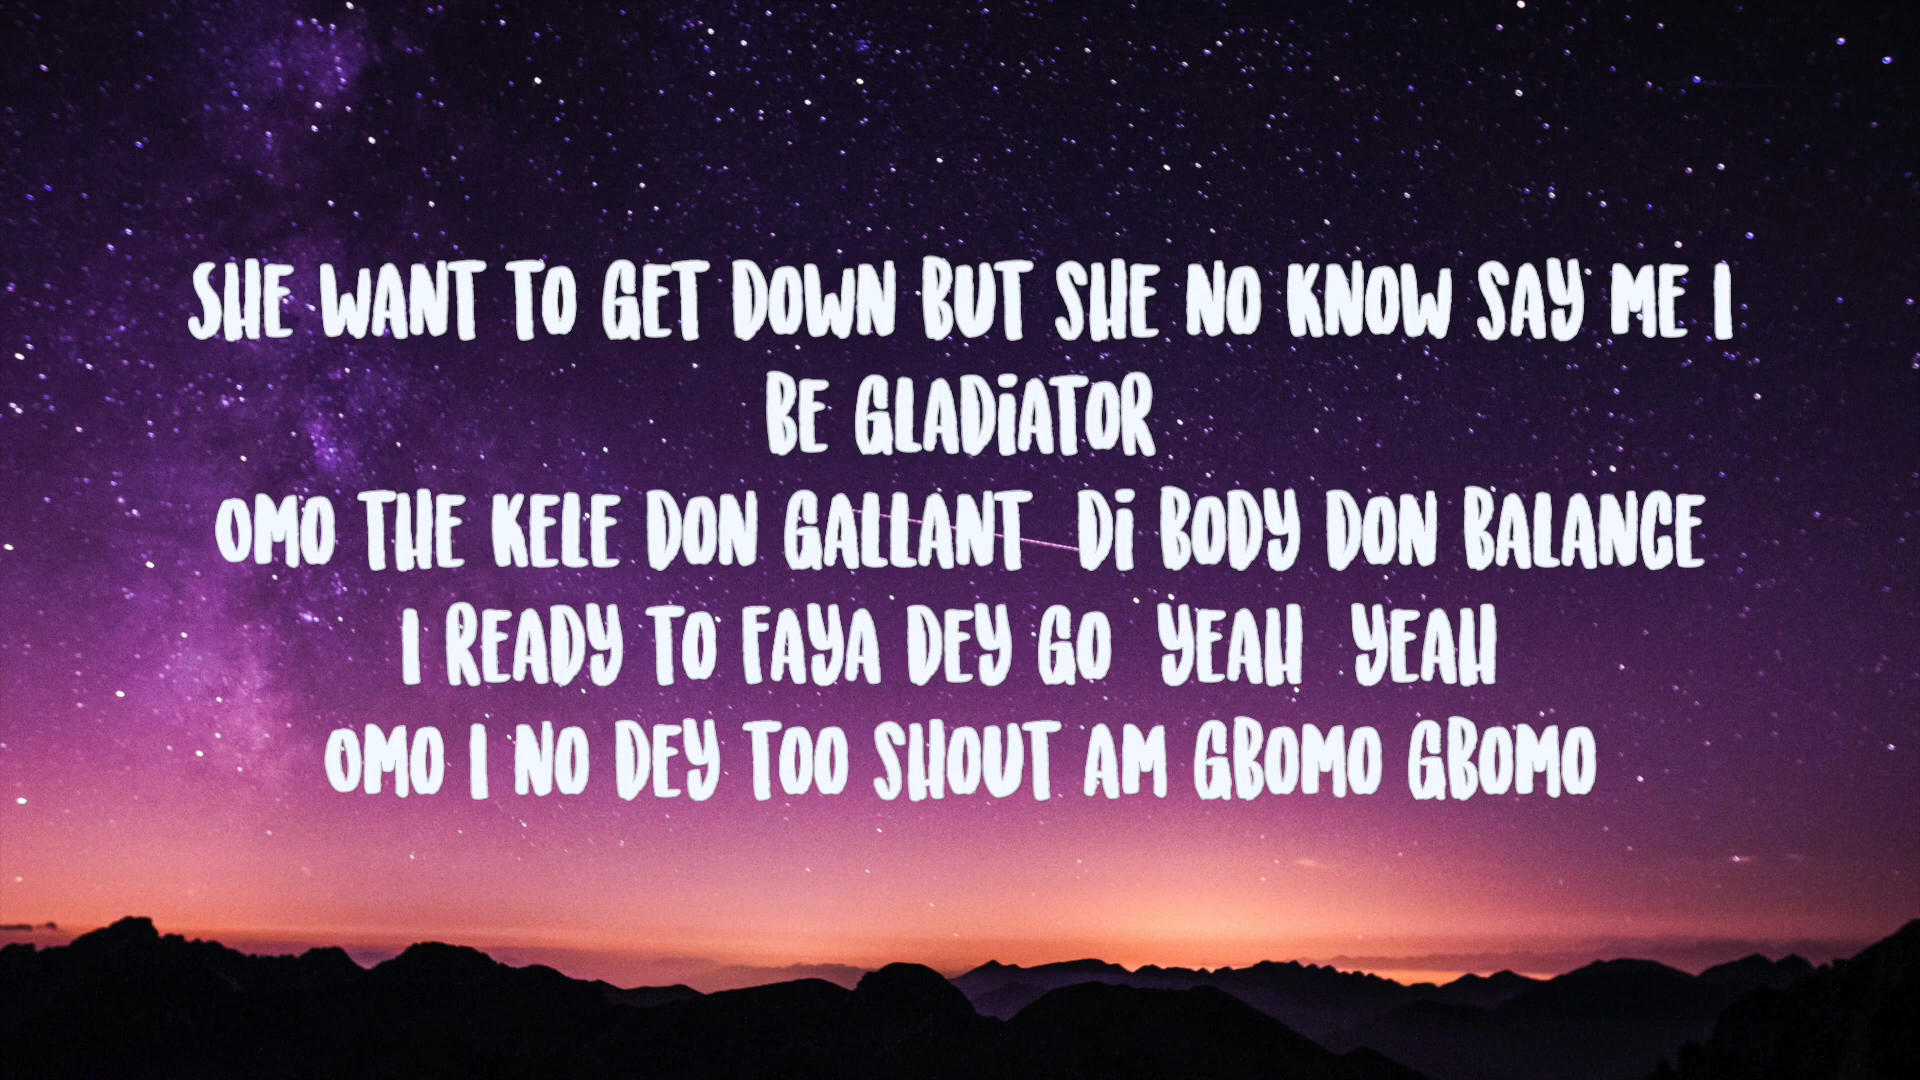 SHE WANT TO GET DOWN BUT SHE NO KNOW SAY ME I
BE GLADiATOR
OMO THE KELE DON GALLANT Di BODY DON BALANCE
I READY TO FAYA DEY GO YEAH YEAH
OMO I NO DEY TOO SHOUT AM GBOMO GBOMO